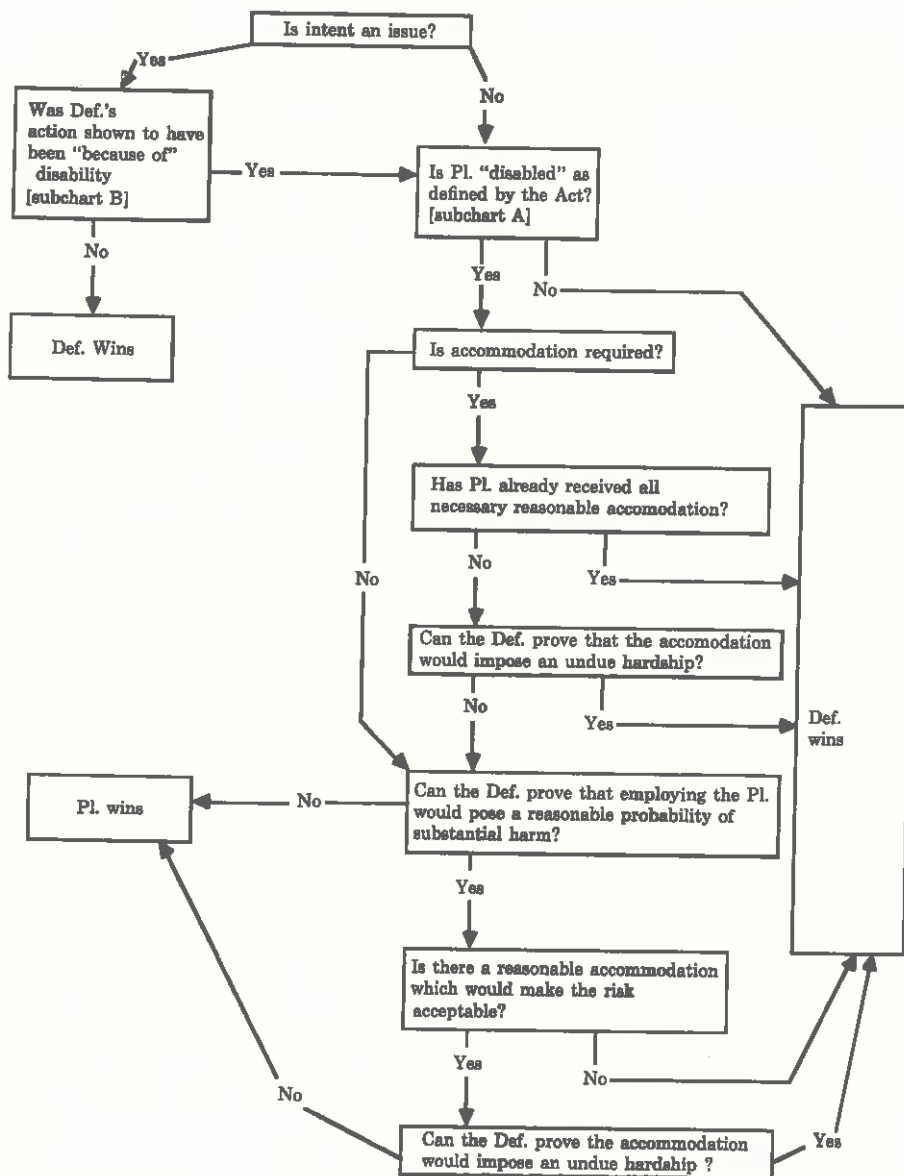 Is intent an issue?
Yes
No
Was Def.'s
action shown to have
been "because of"
disability
[subchart B]
Yes
Is Pl. "disabled" as
defined by the Act?
[subchart A]
No
Yes
No
Def. Wins
Is accommodation required?
Yes
Has Pl. already received all
necessary reasonable accomodation?
No
No
Yes
Can the Def. prove that the accomodation
would impose an undue hardship?
No
Yes
Def.
wins
Pl. wins
No
Can the Def. prove that employing the Pl.
would pose a reasonable probability of
substantial harm?
Yes
Is there a reasonable accommodation
which would make the risk
acceptable?
Yes
No
No
Can the Def. prove the accommodation
would impose an undue hardship ?
Yes